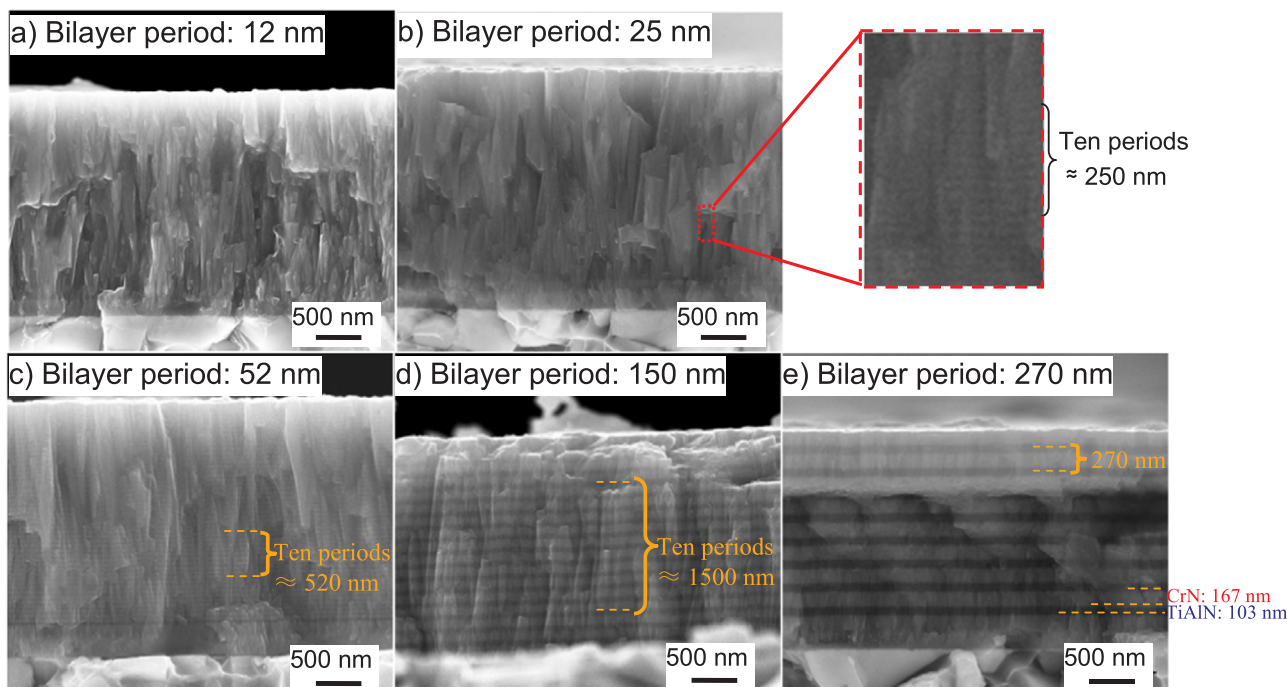 a) Bilayer period: 12 nm
b) Bilayer period: 25 nm
Ten periods
≈ 250 nm
500 nm
500 nm
c) Bilayer period: 52 nm
d) Bilayer period: 150 nm
e) Bilayer period: 270 nm
270 nm
Ten periods
≈ 520 nm
Ten periods
≈ 1500 nm
CrN: 167 nm
TiAlN: 103 nm
500 nm
500 nm
500 nm